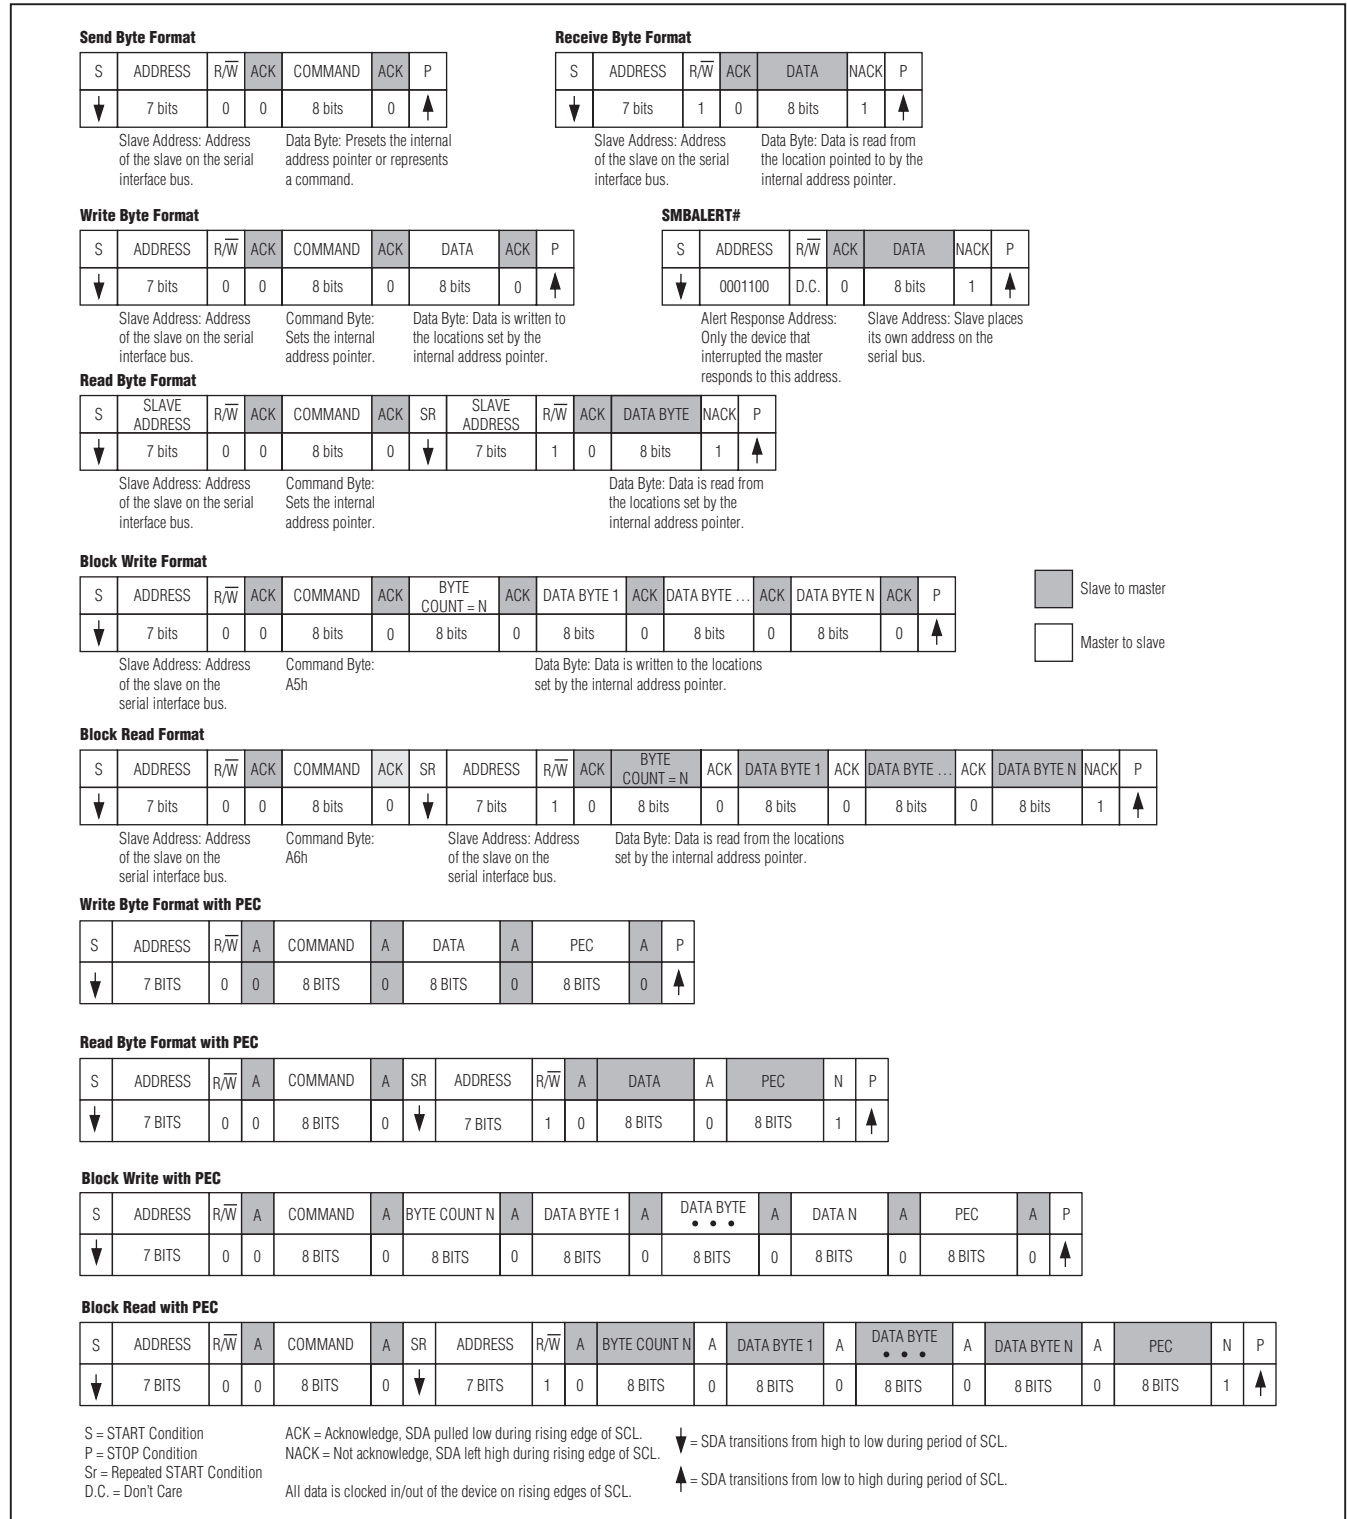 Send Byte Format
S ADDRESS R/W ACK COMMAND ACK P
7 bits 0 0 8 bits 0
Slave Address: Address
of the slave on the serial
interface bus.
Data Byte: Presets the internal
address pointer or represents
a command.
Receive Byte Format
S ADDRESS R/W ACK DATA NACK P
7 bits 1 0 8 bits 1
Slave Address: Address
of the slave on the serial
interface bus.
Data Byte: Data is read from
the location pointed to by the
internal address pointer.
Write Byte Format
S ADDRESS R/W ACK COMMAND ACK DATA ACK P
7 bits 0 0 8 bits 0 8 bits 0
Slave Address: Address
of the slave on the serial
interface bus.
Command Byte:
Sets the internal
address pointer.
Data Byte: Data is written to
the locations set by the
internal address pointer.
SMBALERT#
S ADDRESS R/W ACK DATA NACK P
0001100 D.C. 0 8 bits 1
Alert Response Address:
Only the device that
interrupted the master
responds to this address.
Slave Address: Slave places
its own address on the
serial bus.
Read Byte Format
S SLAVE ADDRESS R/W ACK COMMAND ACK SR SLAVE ADDRESS R/W ACK DATA BYTE NACK P
7 bits 0 0 8 bits 0 7 bits 1 0 8 bits 1
Slave Address: Address
of the slave on the serial
interface bus.
Command Byte:
Sets the internal
address pointer.
Data Byte: Data is read from
the locations set by the
internal address pointer.
Block Write Format
S ADDRESS R/W ACK COMMAND ACK BYTE COUNT = N ACK DATA BYTE 1 ACK DATA BYTE ... ACK DATA BYTE N ACK P
7 bits 0 0 8 bits 0 8 bits 0 8 bits 0 8 bits 0 8 bits 0
Slave Address: Address
of the slave on the
serial interface bus.
Command Byte:
A5h
Data Byte: Data is written to the locations
set by the internal address pointer.
Slave to master
Master to slave
Block Read Format
S ADDRESS R/W ACK COMMAND ACK SR ADDRESS R/W ACK BYTE COUNT = N ACK DATA BYTE 1 ACK DATA BYTE ... ACK DATA BYTE N NACK P
7 bits 0 0 8 bits 0 7 bits 1 0 8 bits 0 8 bits 0 8 bits 0 8 bits 1
Slave Address: Address
of the slave on the
serial interface bus.
Command Byte:
A6h
Slave Address: Address
of the slave on the
serial interface bus.
Data Byte: Data is read from the locations
set by the internal address pointer.
Write Byte Format with PEC
S ADDRESS R/W A COMMAND A DATA A PEC A P
7 BITS 0 0 8 BITS 0 8 BITS 0 8 BITS 0
Read Byte Format with PEC
S ADDRESS R/W A COMMAND A SR ADDRESS R/W A DATA A PEC N P
7 BITS 0 0 8 BITS 0 7 BITS 1 0 8 BITS 0 8 BITS 1
Block Write with PEC
S ADDRESS R/W A COMMAND A BYTE COUNT N A DATA BYTE 1 A DATA BYTE • • • A DATA N A PEC A P
7 BITS 0 0 8 BITS 0 8 BITS 0 8 BITS 0 8 BITS 0 8 BITS 0 8 BITS 0
Block Read with PEC
S ADDRESS R/W A COMMAND A SR ADDRESS R/W A BYTE COUNT N A DATA BYTE 1 A DATA BYTE • • • A DATA BYTE N A PEC N P
7 BITS 0 0 8 BITS 0 7 BITS 1 0 8 BITS 0 8 BITS 0 8 BITS 0 8 BITS 0 8 BITS 1
S = START Condition
P = STOP Condition
Sr = Repeated START Condition
D.C. = Don't Care
ACK = Acknowledge, SDA pulled low during rising edge of SCL.
NACK = Not acknowledge, SDA left high during rising edge of SCL.
All data is clocked in/out of the device on rising edges of SCL.
= SDA transitions from high to low during period of SCL.
= SDA transitions from low to high during period of SCL.